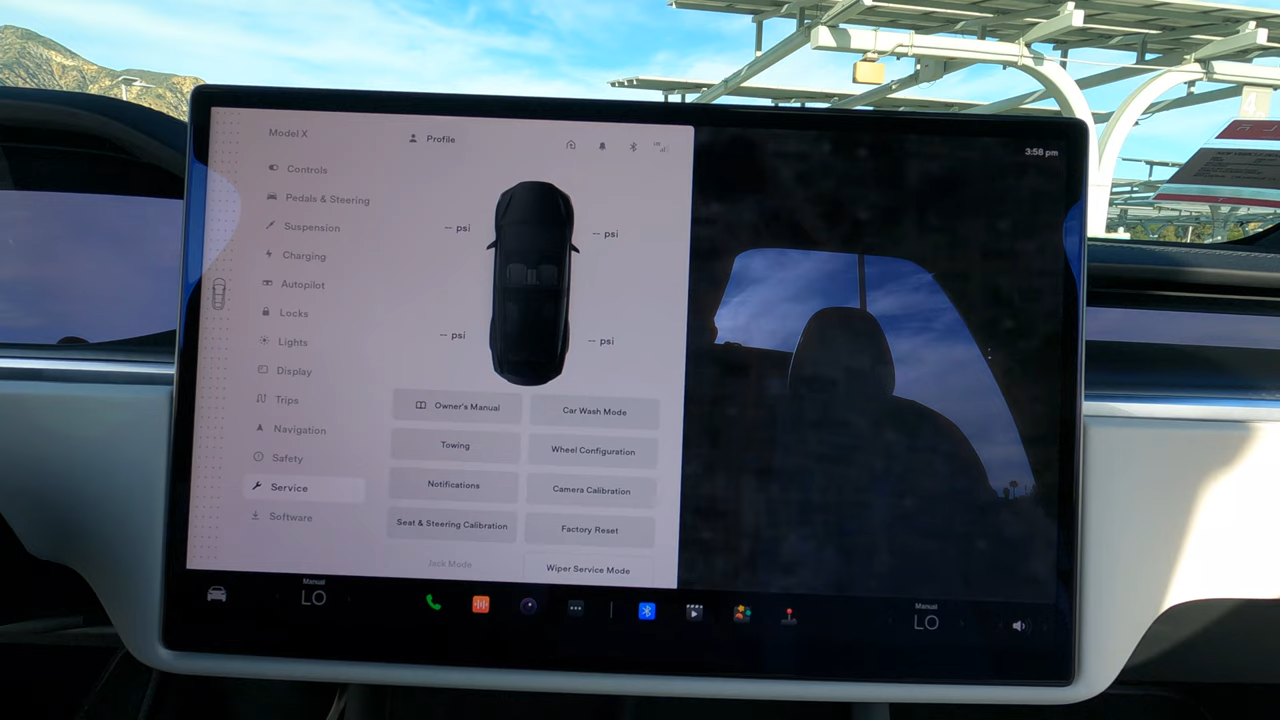 Model X
Profile
LTE
3:58 pm
Controls
Pedals & Steering
Suspension
Charging
Autopilot
Locks
Lights
Display
Trips
Navigation
Safety
Service
Software
-- psi
-- psi
-- psi
-- psi
Owner's Manual
Car Wash Mode
Towing
Wheel Configuration
Notifications
Camera Calibration
Seat & Steering Calibration
Factory Reset
Jack Mode
Wiper Service Mode
Manual
LO
Manual
LO
4